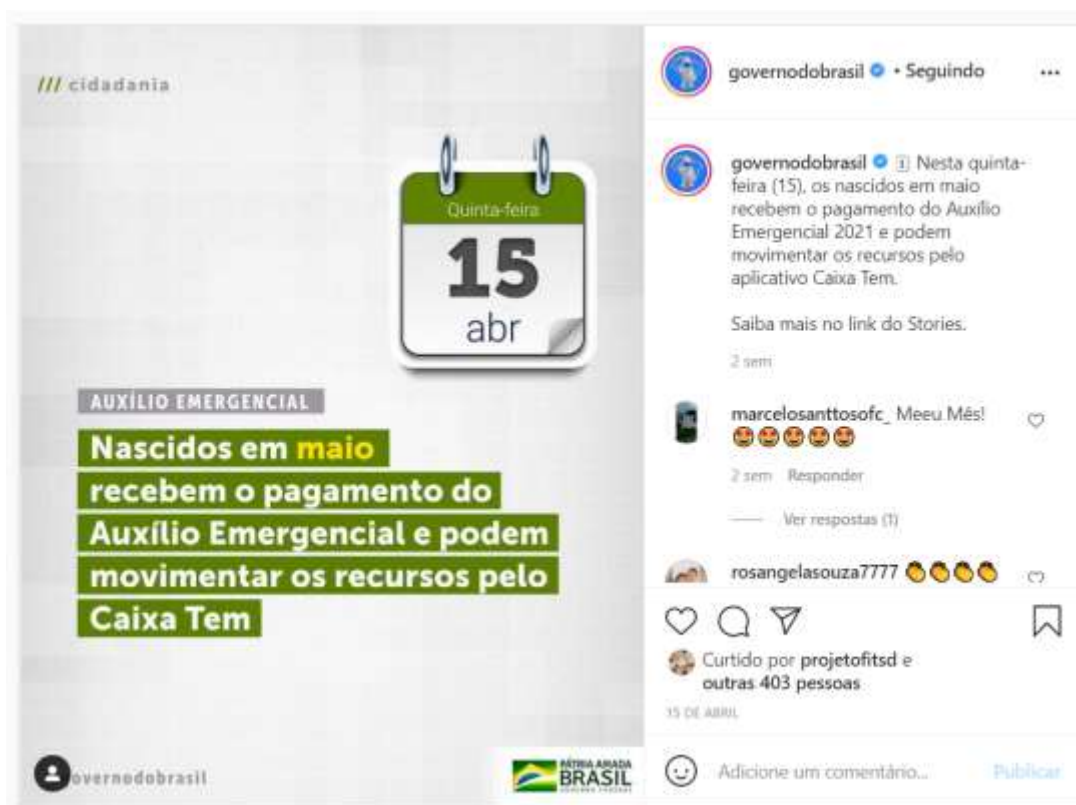 /// cidadania
Quinta-feira
15
abr
AUXÍLIO EMERGENCIAL
Nascidos em maio
recebem o pagamento do
Auxílio Emergencial e podem
movimentar os recursos pelo
Caixa Tem
overnodobrasil
PÁTRIA AMADA
BRASIL
GOVERNO FEDERAL
governodobrasil • Seguindo
governodobrasil 1 Nesta quinta-
feira (15), os nascidos em maio
recebem o pagamento do Auxílio
Emergencial 2021 e podem
movimentar os recursos pelo
aplicativo Caixa Tem.
Saiba mais no link do Stories.
2 sem
marcelosanttosofc_ Meeu Mês!
😍😍😍😍😍
2 sem Responder
Ver respostas (1)
rosangelasouza7777 👏👏👏👏
Curtido por projetofitsd e
outras 403 pessoas
15 DE ABRIL
Adicione um comentário... Publicar